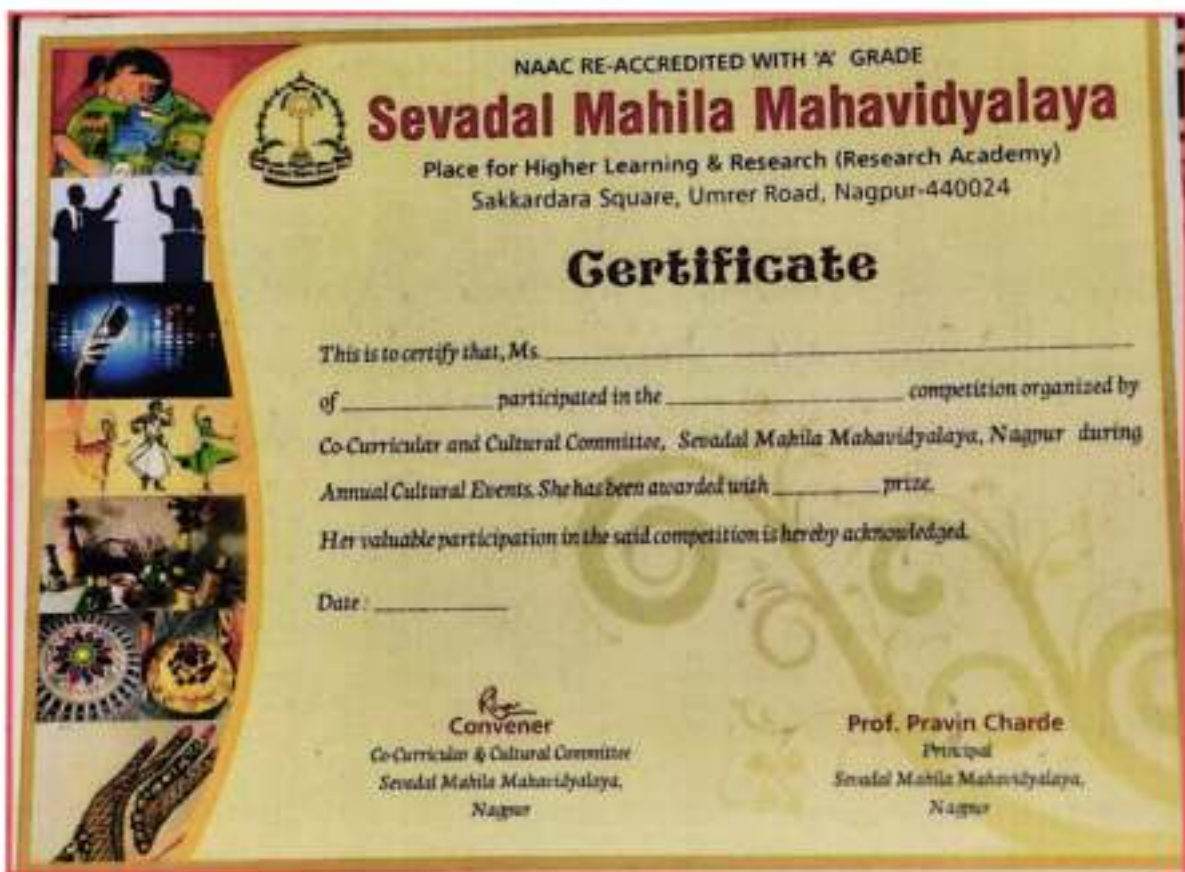 NAAC RE-ACCREDITED WITH 'A' GRADE
Sevadal Mahila Mahavidyalaya
Place for Higher Learning & Research (Research Academy)
Sakkardara Square, Umrer Road, Nagpur-440024
Certificate
This is to certify that, Ms.
of participated in the competition organized by
Co-Curricular and Cultural Committee, Sevadal Mahila Mahavidyalaya, Nagpur during
Annual Cultural Events. She has been awarded with prize.
Her valuable participation in the said competition is hereby acknowledged.
Date :
Convener
Co-Curricular & Cultural Committee
Sevadal Mahila Mahavidyalaya,
Nagpur
Prof. Pravin Charde
Principal
Sevadal Mahila Mahavidyalaya,
Nagpur